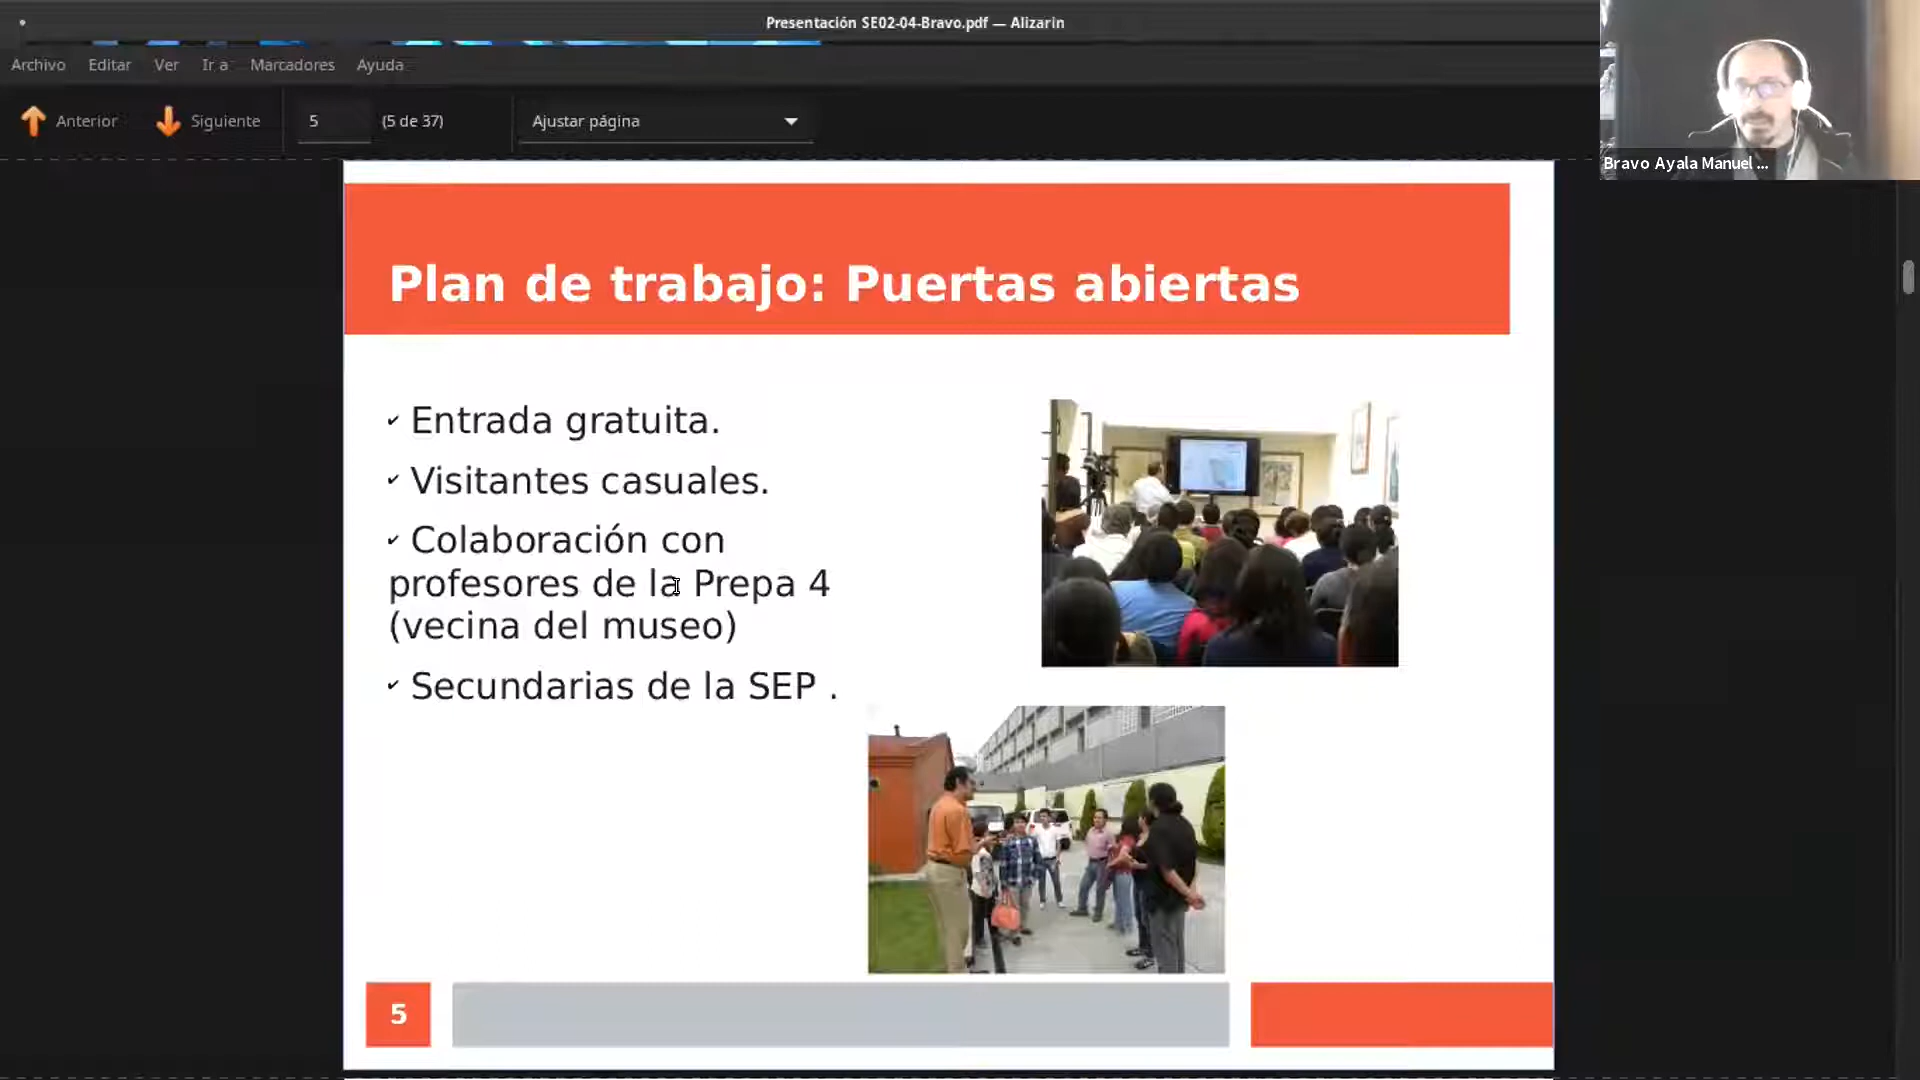 Presentación SE02-04-Bravo.pdf — Alizarin
Archivo Editar Ver Ir a Marcadores Ayuda
Anterior Siguiente 5 (5 de 37) Ajustar página
Bravo Ayala Manuel ...
Plan de trabajo: Puertas abiertas
✔ Entrada gratuita.
✔ Visitantes casuales.
✔ Colaboración con
profesores de la Prepa 4
(vecina del museo)
✔ Secundarias de la SEP .
5